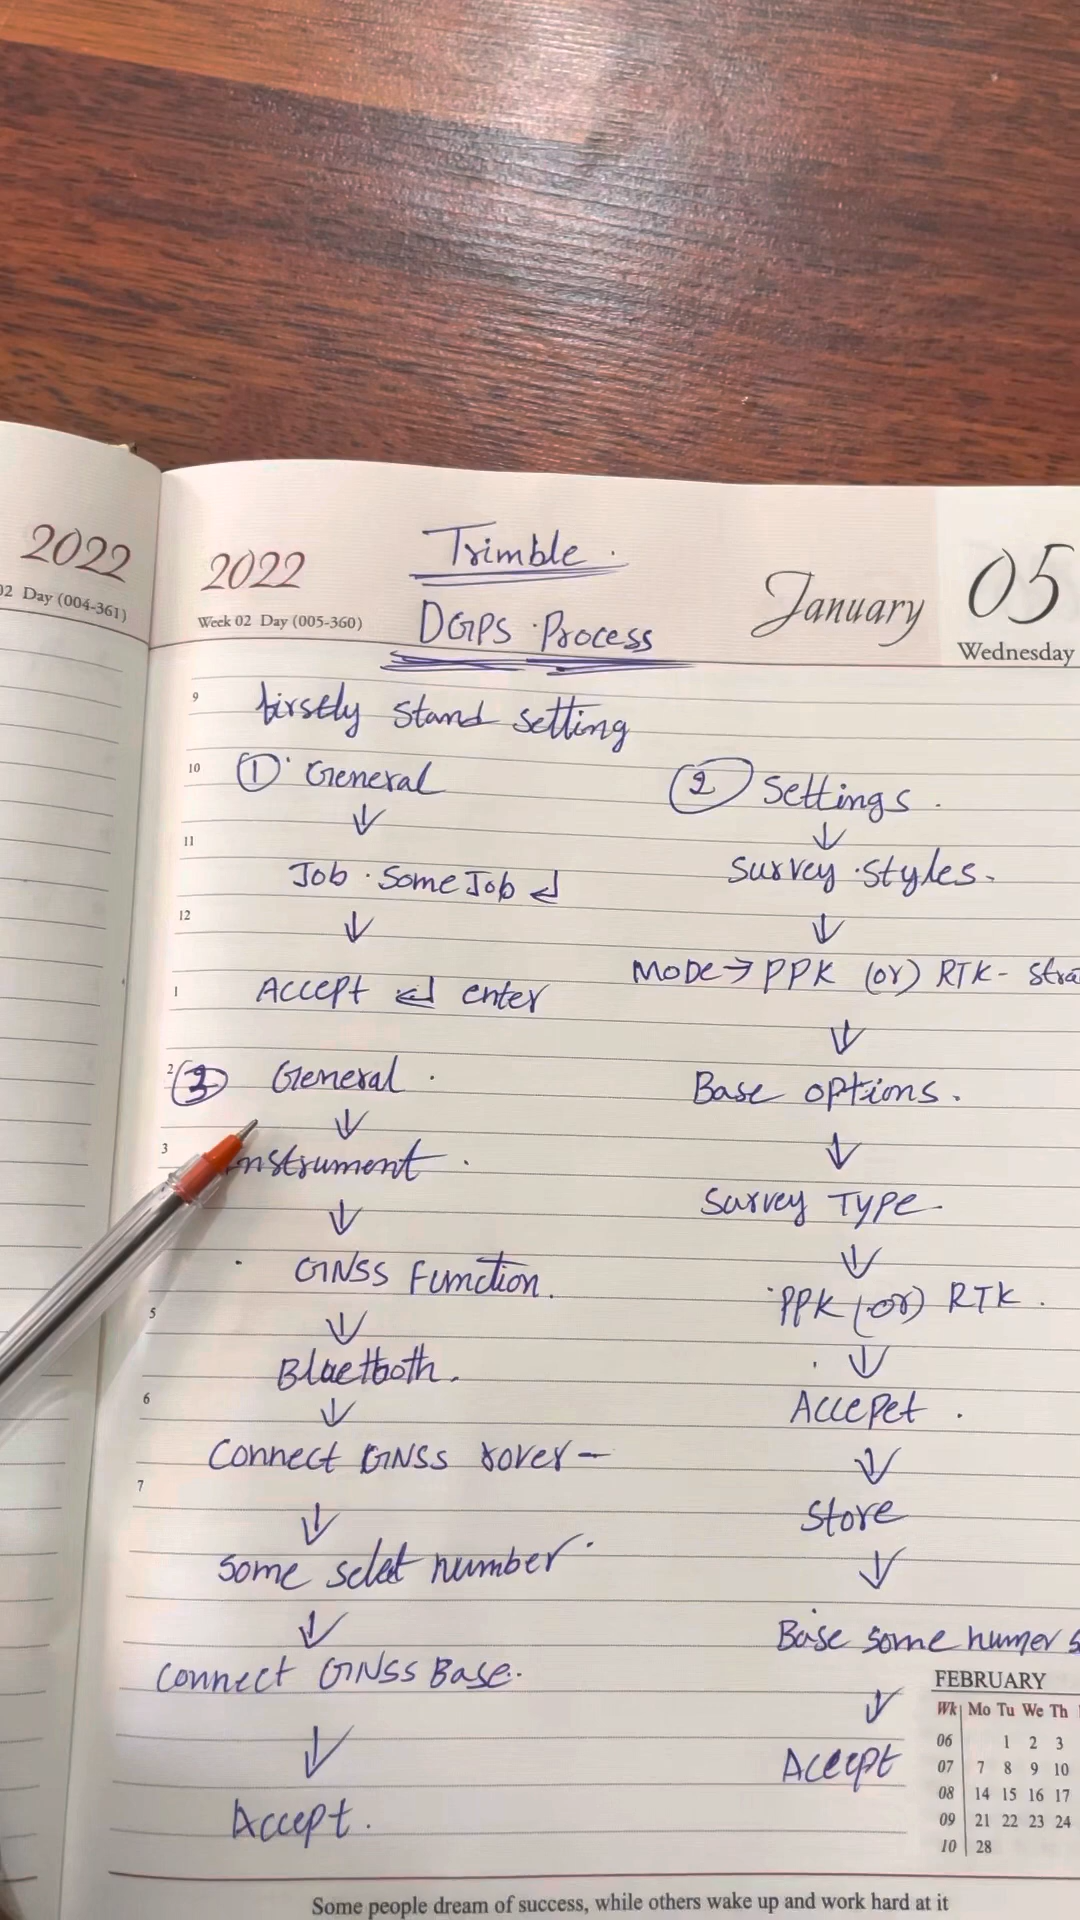 2022
02 Day (004-361)
2022
Week 02 Day (005-360)
Trimble.
DGPS Process
January
05
Wednesday
firstly stand setting
9
10
11
12
1
2
3
5
6
7
① General
↓
Job . Some Job ↲
↓
Accept ↲ enter
② Settings.
↓
Survey Styles.
↓
MODE → PPK (or) RTK -
↓
Base options.
↓
Survey Type.
↓
PPK (or) RTK.
↓
Accepet.
↓
Store
↓
Base some numer
↓
Accept
③ General.
↓
instrument.
↓
GNSS Function.
↓
Bluetboth.
↓
Connect GNSS rover -
↓
Some select number
↓
Connect GNSS Base..
↓
Accept.
FEBRUARY
Wk Mo Tu We Th
06 1 2 3
07 7 8 9 10
08 14 15 16 17
09 21 22 23 24
10 28
Some people dream of success, while others wake up and work hard at it